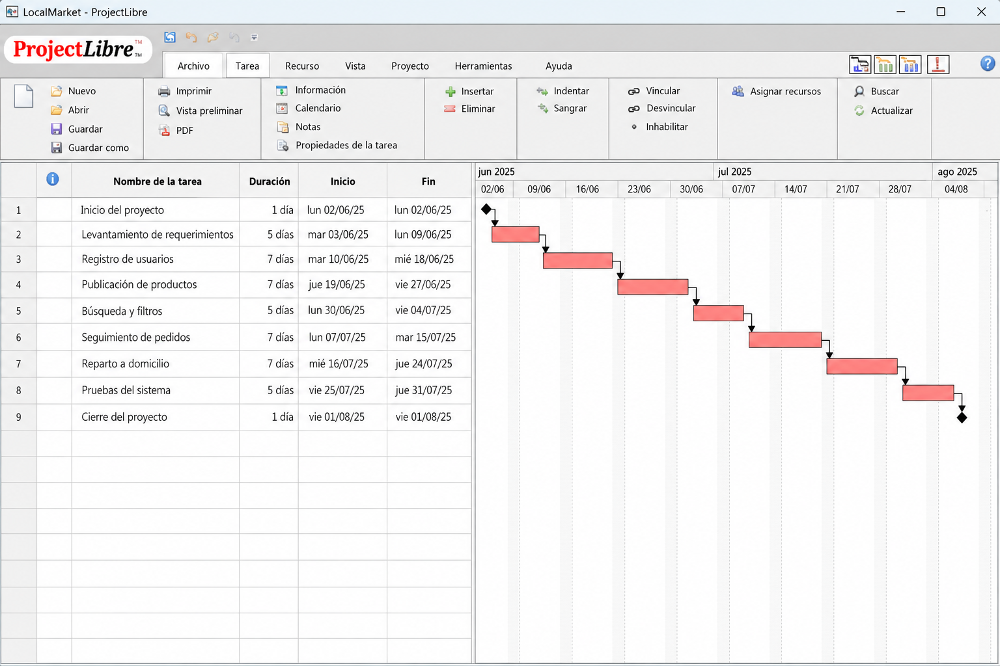 LocalMarket - ProjectLibre
ProjectLibre™ ™
Archivo Tarea Recurso Vista Proyecto Herramientas Ayuda
Nuevo
Abrir
Guardar
Guardar como
Imprimir
Vista preliminar
PDF
Información
Calendario
Notas
Propiedades de la tarea
Insertar
Eliminar
Indentar
Sangrar
Vincular
Desvincular
Inhabilitar
Asignar recursos
Buscar
Actualizar
Nombre de la tarea Duración Inicio Fin
jun 2025 jul 2025 ago 2025
02/06 09/06 16/06 23/06 30/06 07/07 14/07 21/07 28/07 04/08
1 Inicio del proyecto 1 día lun 02/06/25 lun 02/06/25
2 Levantamiento de requerimientos 5 días mar 03/06/25 lun 09/06/25
3 Registro de usuarios 7 días mar 10/06/25 mié 18/06/25
4 Publicación de productos 7 días jue 19/06/25 vie 27/06/25
5 Búsqueda y filtros 5 días lun 30/06/25 vie 04/07/25
6 Seguimiento de pedidos 7 días lun 07/07/25 mar 15/07/25
7 Reparto a domicilio 7 días mié 16/07/25 jue 24/07/25
8 Pruebas del sistema 5 días vie 25/07/25 jue 31/07/25
9 Cierre del proyecto 1 día vie 01/08/25 vie 01/08/25